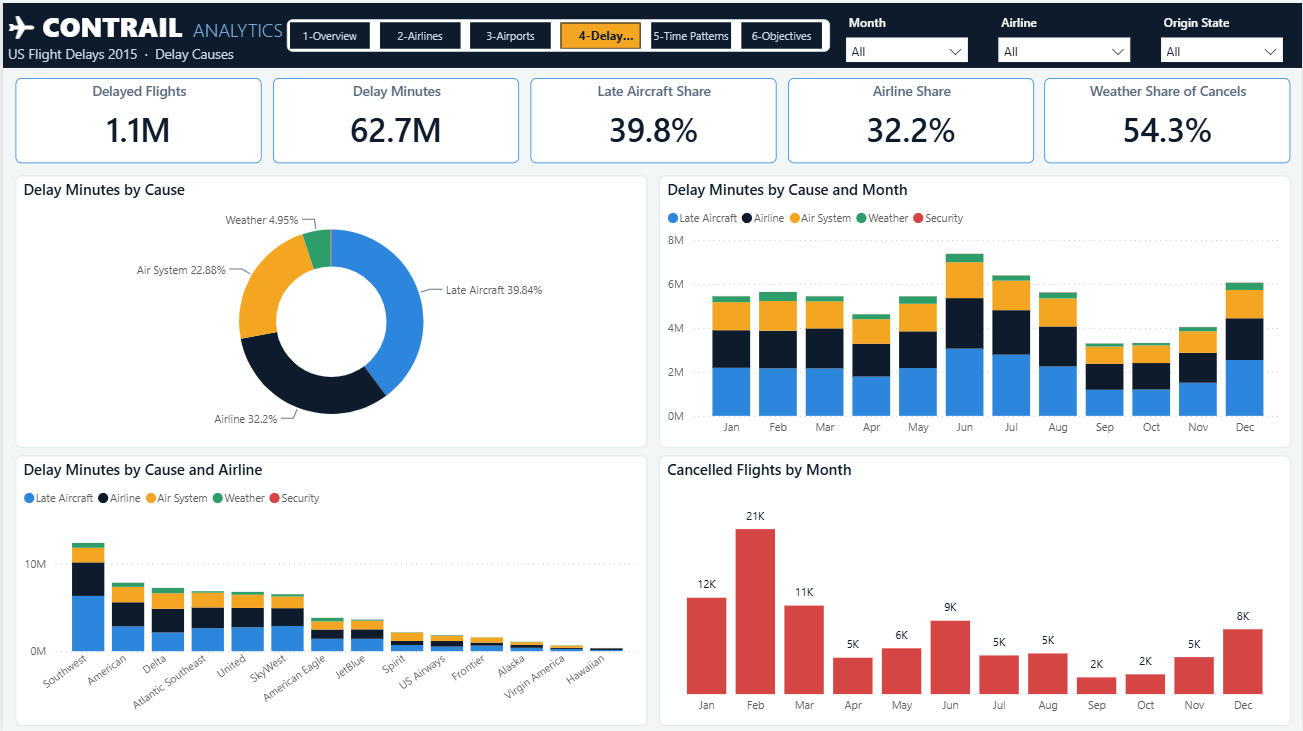 CONTRAIL ANALYTICS
US Flight Delays 2015 · Delay Causes
1-Overview
2-Airlines
3-Airports
4-Delay...
5-Time Patterns
6-Objectives
Month
All
Airline
All
Origin State
All
Delayed Flights
1.1M
Delay Minutes
62.7M
Late Aircraft Share
39.8%
Airline Share
32.2%
Weather Share of Cancels
54.3%
Delay Minutes by Cause
Weather 4.95%
Air System 22.88%
Late Aircraft 39.84%
Airline 32.2%
Delay Minutes by Cause and Month
Late Aircraft Airline Air System Weather Security
8M
6M
4M
2M
0M
Jan Feb Mar Apr May Jun Jul Aug Sep Oct Nov Dec
Delay Minutes by Cause and Airline
Late Aircraft Airline Air System Weather Security
10M
0M
Southwest
American
Delta
Atlantic Southeast
United
SkyWest
American Eagle
JetBlue
Spirit
US Airways
Frontier
Alaska
Virgin America
Hawaiian
Cancelled Flights by Month
12K 21K 11K 5K 6K 9K 5K 5K 2K 2K 5K 8K
Jan Feb Mar Apr May Jun Jul Aug Sep Oct Nov Dec